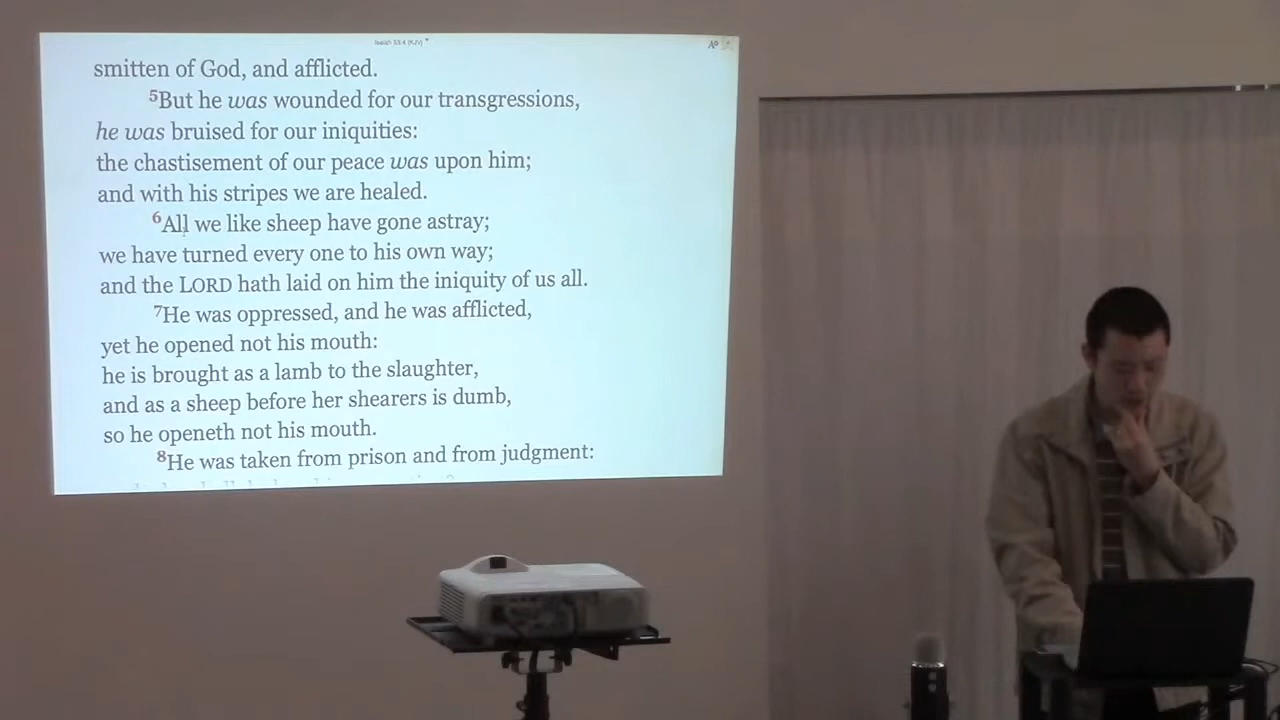 Isaiah 53:4 (KJV)
smitten of God, and afflicted.
5But he was wounded for our transgressions,
he was bruised for our iniquities:
the chastisement of our peace was upon him;
and with his stripes we are healed.
6All we like sheep have gone astray;
we have turned every one to his own way;
and the LORD hath laid on him the iniquity of us all.
7He was oppressed, and he was afflicted,
yet he opened not his mouth:
he is brought as a lamb to the slaughter,
and as a sheep before her shearers is dumb,
so he openeth not his mouth.
8He was taken from prison and from judgment: